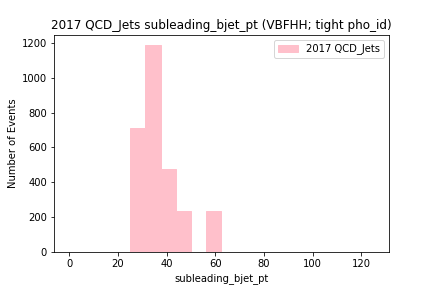 2017 QCD_Jets subleading_bjet_pt (VBFHH; tight pho_id)
2017 QCD_Jets
Number of Events
1200
1000
800
600
400
200
0
0 20 40 60 80 100 120
subleading_bjet_pt